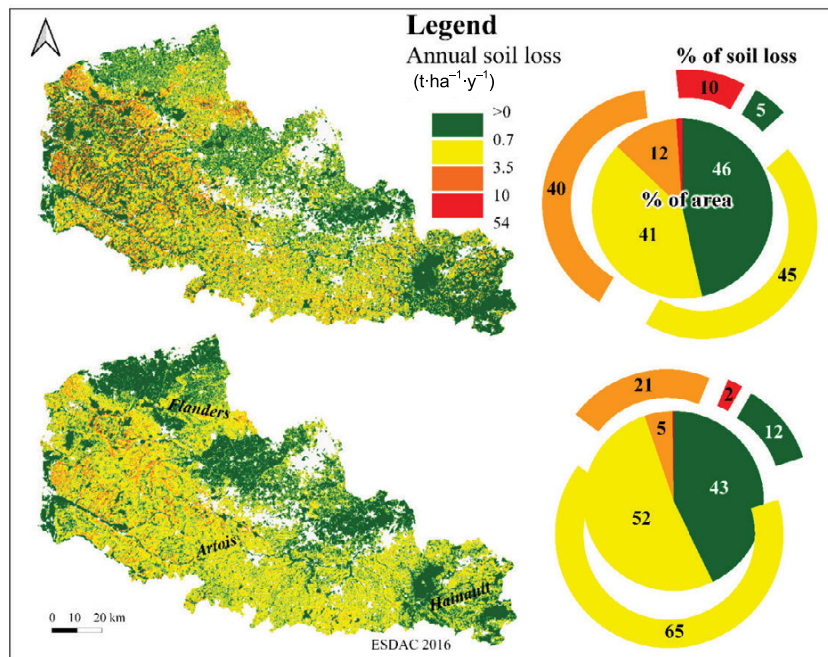 Legend
Annual soil loss
(t·ha⁻¹·y⁻¹)
>0
0.7
3.5
10
54
% of soil loss
10
5
40
45
12
46
% of area
41
Flanders
Artois
Hainault
0 10 20 km
ESDAC 2016
21
2
12
5
43
52
65